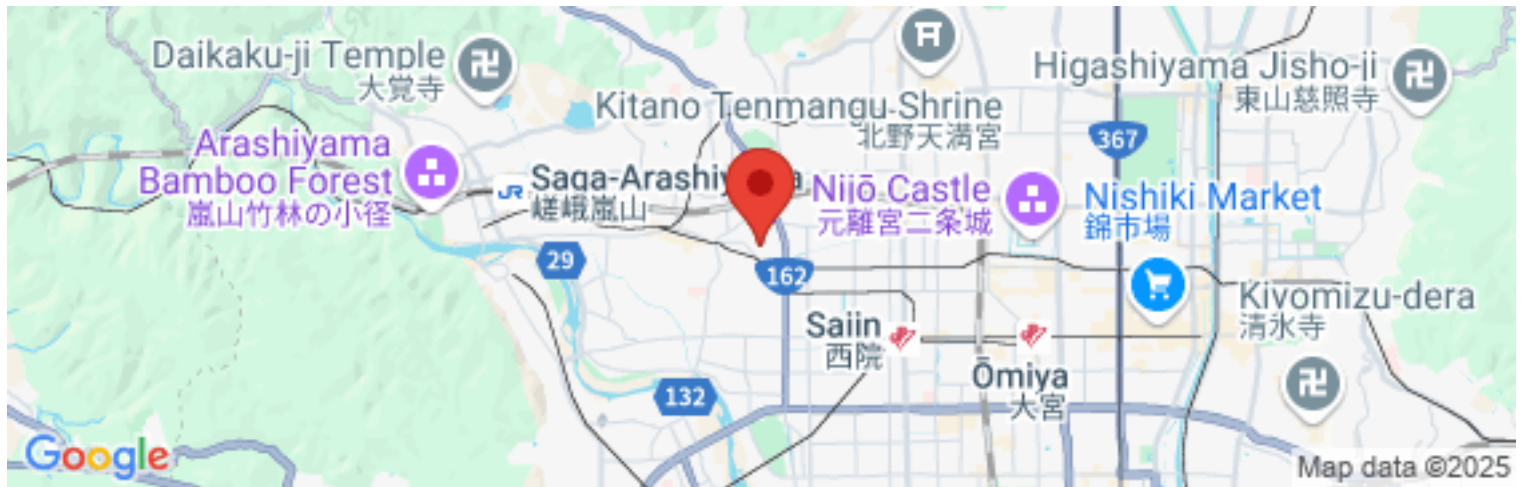 Daikaku-ji Temple
大覚寺
Higashiyama Jisho-ji
東山慈照寺
Kitano Tenmangu Shrine
北野天満宮
367
Arashiyama
Bamboo Forest
嵐山竹林の小径
JR
嵯峨嵐山
Nijō Castle
元離宮二条城
Nishiki Market
錦市場
29
162
Kiyomizu-dera
清水寺
Saiin
西院
Ōmiya
大宮
132
Google
Map data ©2025